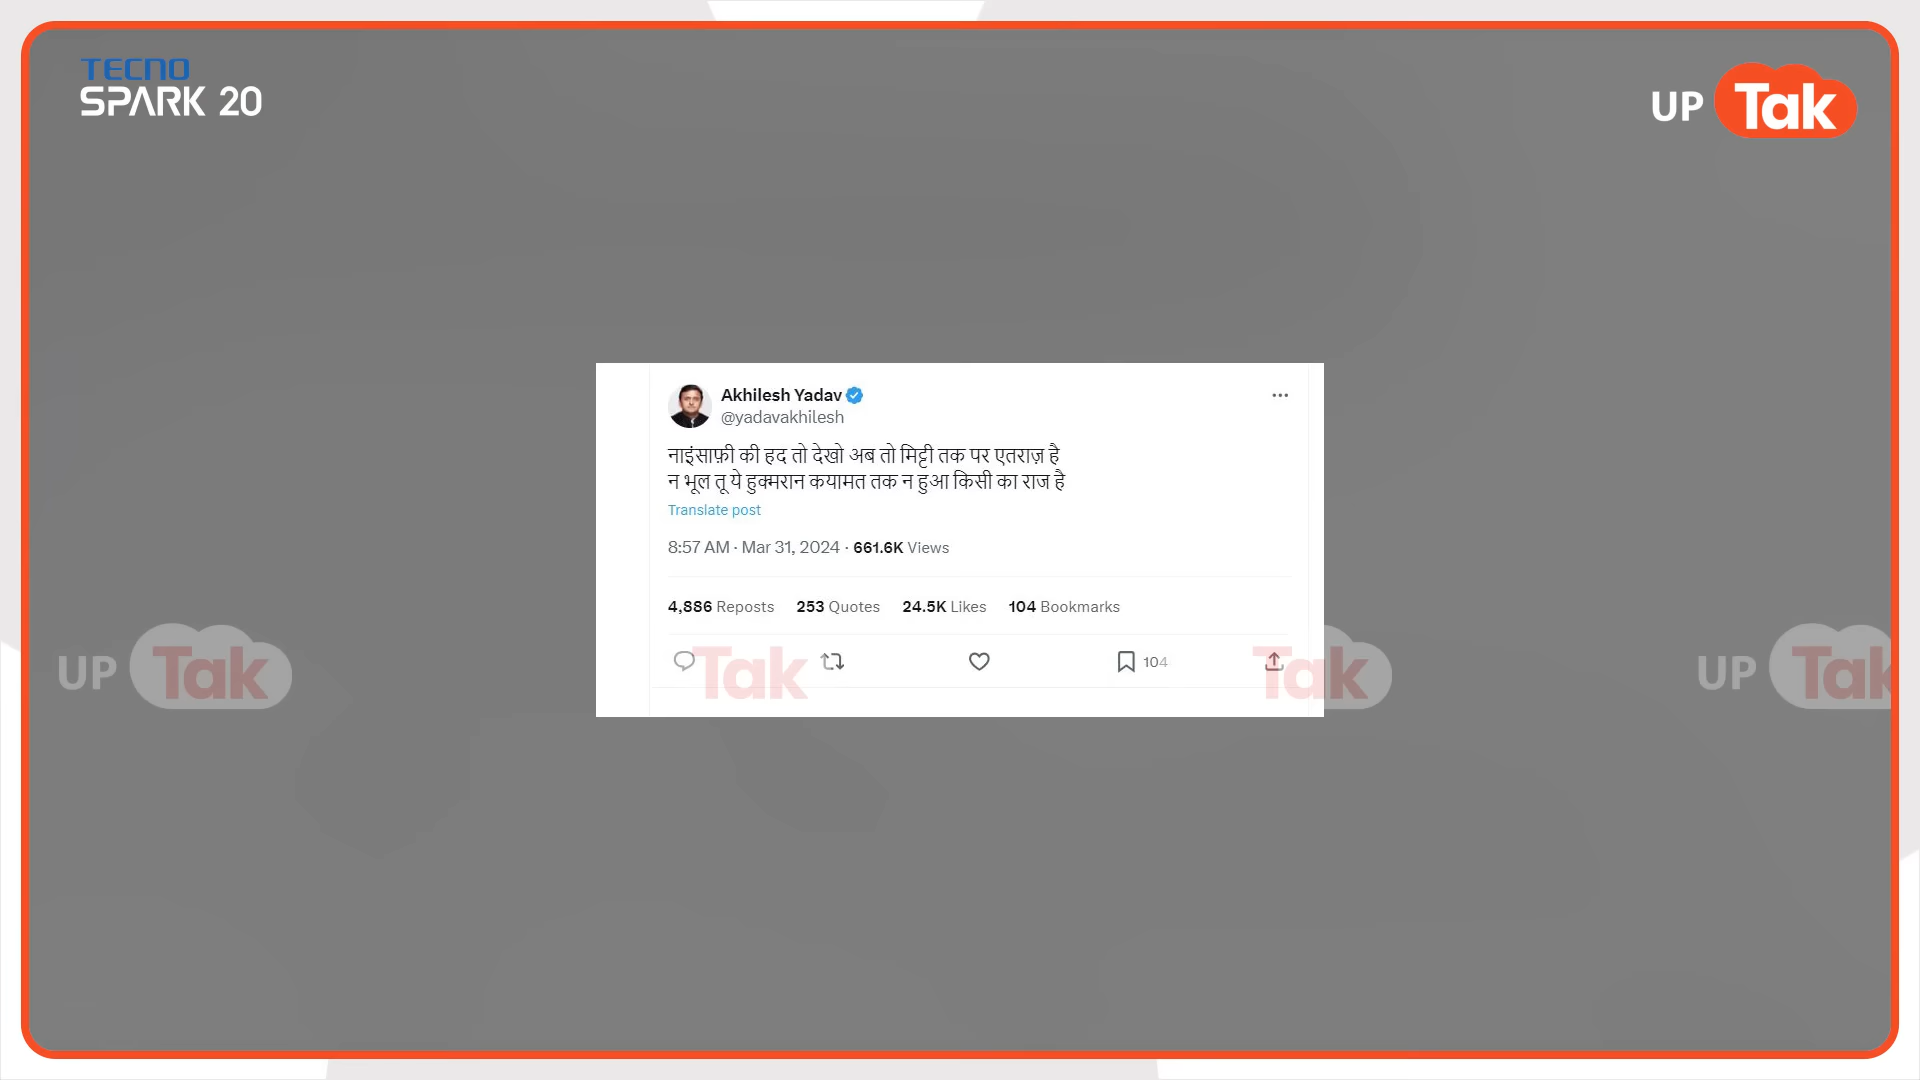 TECNO
SPARK 20
UP Tak
Akhilesh Yadav
@yadavakhilesh
नाइंसाफ़ी की हद तो देखो अब तो मिट्टी तक पर एतराज़ है
न भूल तू ये हुक्मरान कयामत तक न हुआ किसी का राज है
Translate post
8:57 AM · Mar 31, 2024 · 661.6K Views
4,886 Reposts 253 Quotes 24.5K Likes 104 Bookmarks
104
UP Tak
Tak
Tak
UP Tak